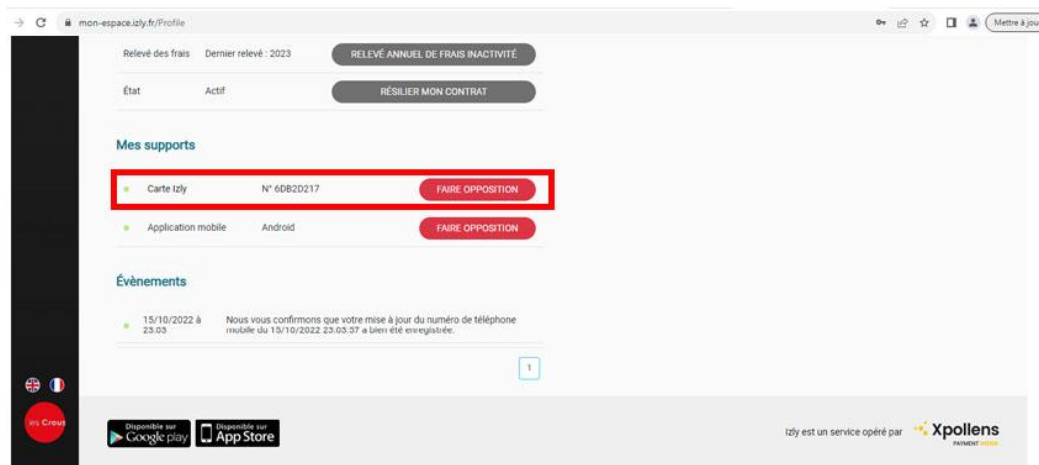 mon-espace.izly.fr/Profile
Mettre à jou
Relevé des frais Dernier relevé : 2023 RELEVÉ ANNUEL DE FRAIS INACTIVITÉ
État Actif RÉSILIER MON CONTRAT
Mes supports
Carte Izly N° 6DB2D217 FAIRE OPPOSITION
Application mobile Android FAIRE OPPOSITION
Évènements
15/10/2022 à Nous vous confirmons que votre mise à jour du numéro de téléphone
23:03 mobile du 15/10/2022 23:03:37 a bien été enregistrée.
1
les Crous
Disponible sur Google play
Disponible sur App Store
Izly est un service opéré par Xpollens
PAYMENT